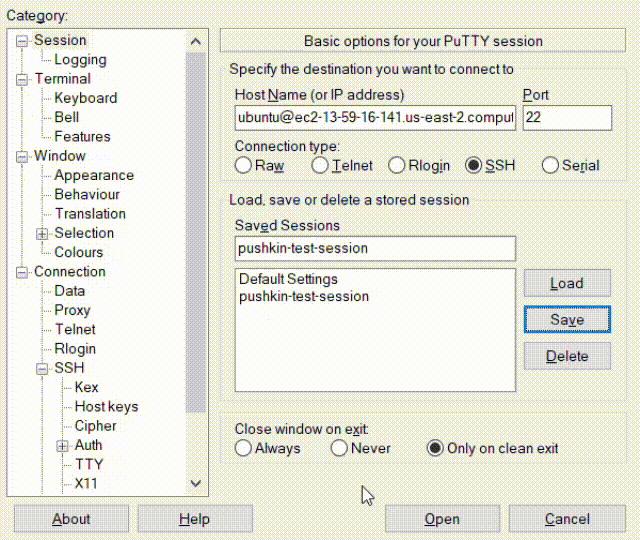 Category:
Session
Logging
Terminal
Keyboard
Bell
Features
Window
Appearance
Behaviour
Translation
Selection
Colours
Connection
Data
Proxy
Telnet
Rlogin
SSH
Kex
Host keys
Cipher
Auth
TTY
X11
Basic options for your PuTTY session
Specify the destination you want to connect to
Host Name (or IP address) Port
ubuntu@ec2-13-59-16-141.us-east-2.comput 22
Connection type:
Raw Telnet Rlogin SSH Serial
Load, save or delete a stored session
Saved Sessions
pushkin-test-session
Default Settings
pushkin-test-session
Load
Save
Delete
Close window on exit:
Always Never Only on clean exit
About Help Open Cancel